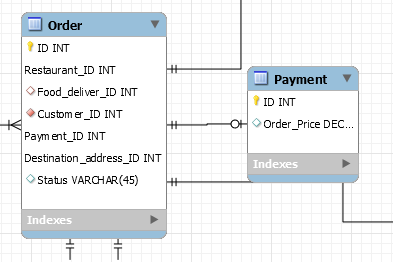 Order
ID INT
Restaurant_ID INT
Food_deliver_ID INT
Customer_ID INT
Payment_ID INT
Destination_address_ID INT
Status VARCHAR(45)
Indexes
Payment
ID INT
Order_Price DEC...
Indexes